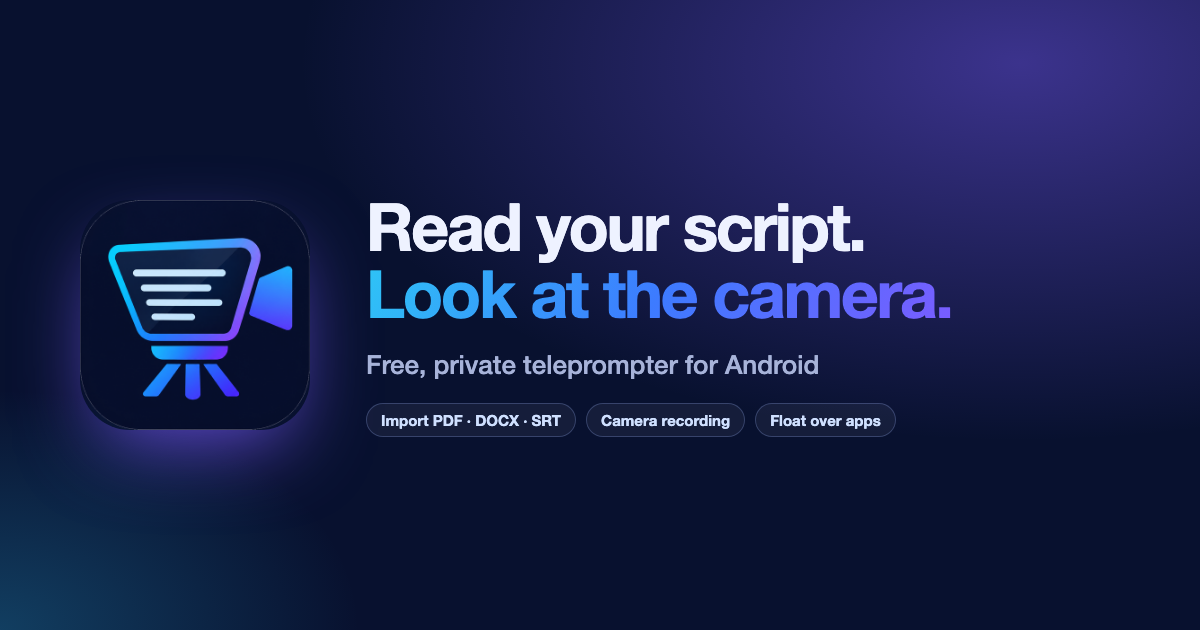 Read your script.
Look at the camera.
Free, private teleprompter for Android
Import PDF · DOCX · SRT
Camera recording
Float over apps